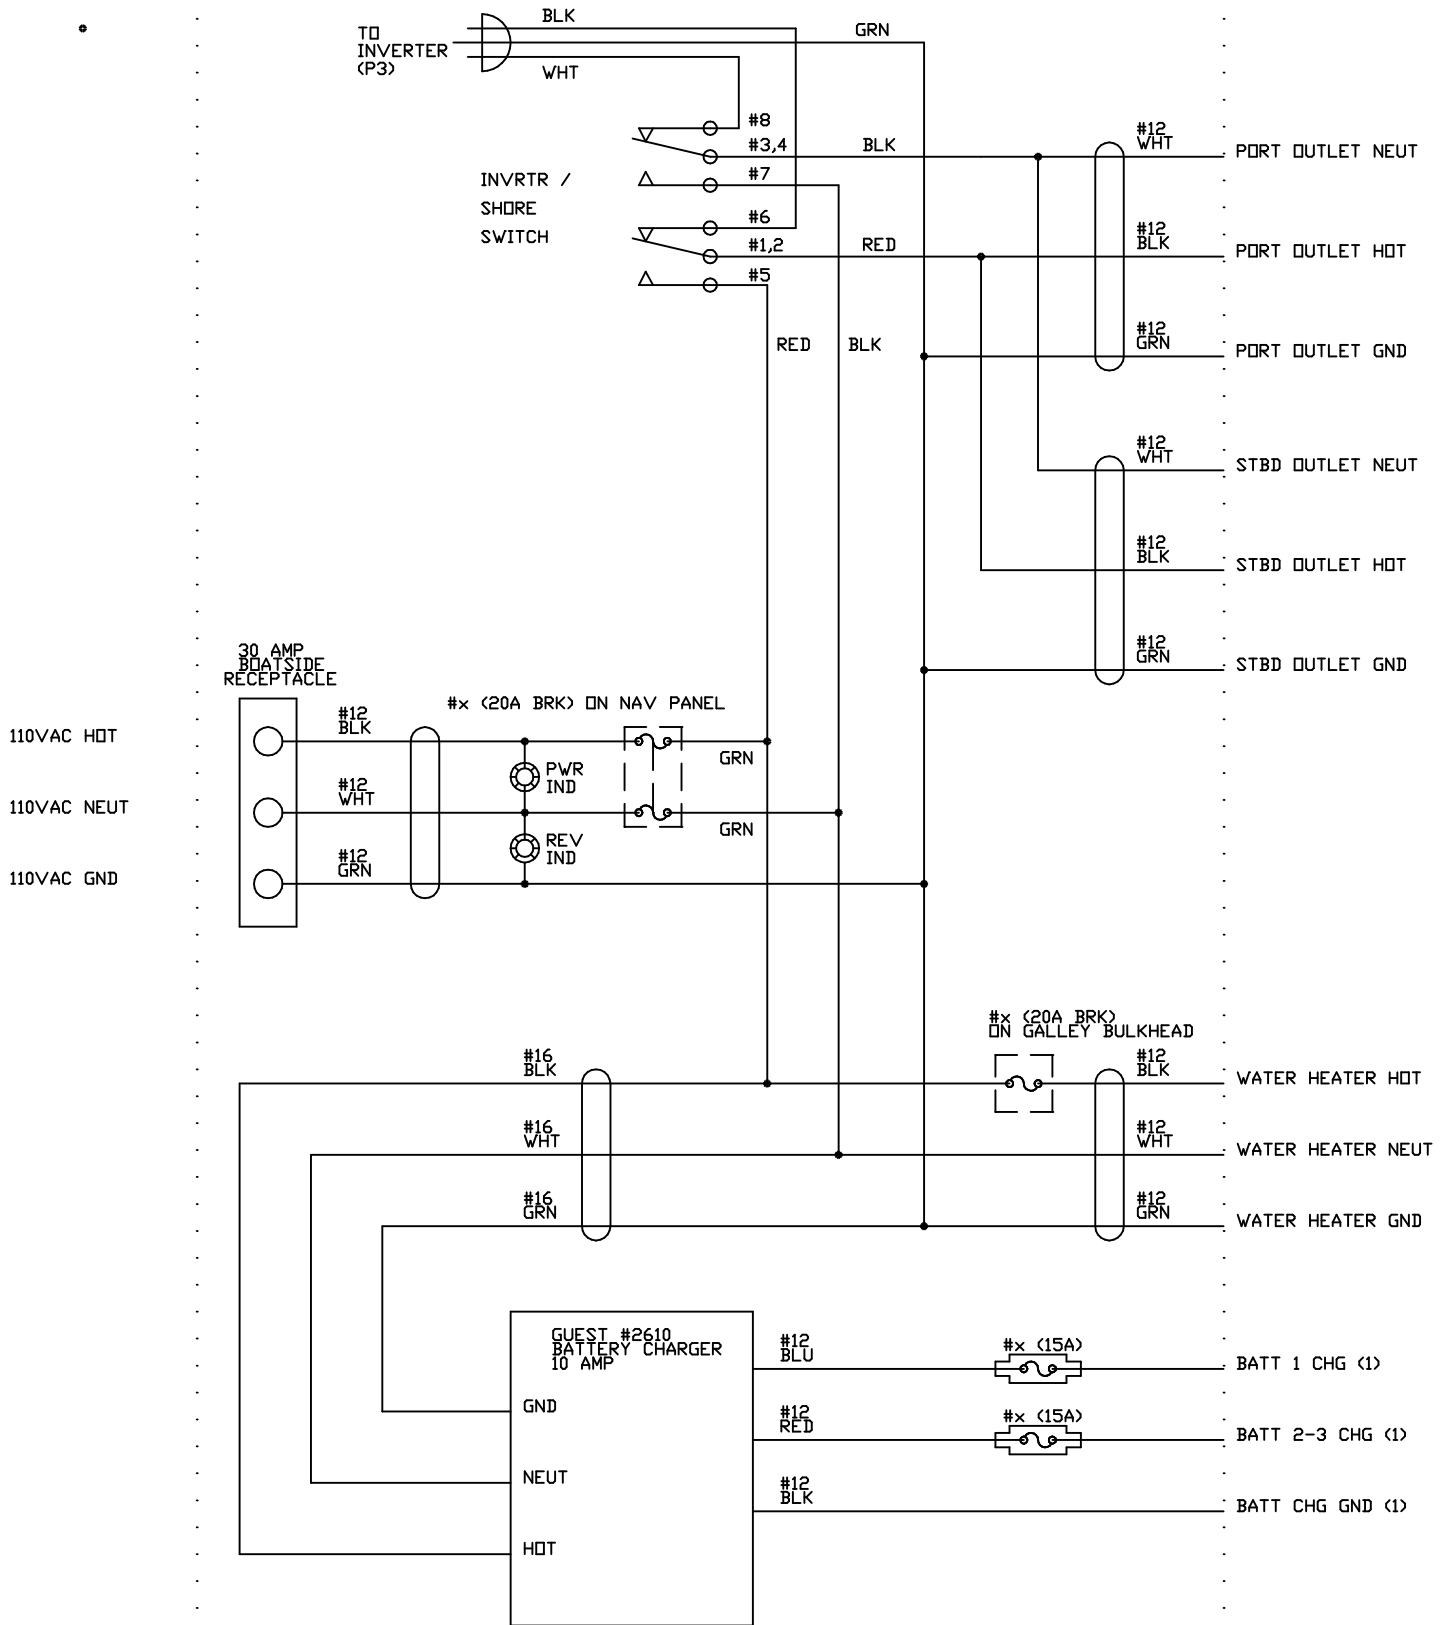 BLK
GRN
TO
INVERTER
(P3)
WHT
#8
#3,4
BLK
#12
WHT
PORT OUTLET NEUT
#7
INVRTR /
SHORE
SWITCH
#6
#1,2
RED
#12
BLK
PORT OUTLET HOT
#5
RED
BLK
#12
GRN
PORT OUTLET GND
#12
WHT
STBD OUTLET NEUT
#12
BLK
STBD OUTLET HOT
#12
GRN
STBD OUTLET GND
30 AMP
BOATSIDE
RECEPTACLE
#x (20A BRK) ON NAV PANEL
110VAC HOT
#12
BLK
GRN
PWR
IND
110VAC NEUT
#12
WHT
GRN
REV
IND
110VAC GND
#12
GRN
#x (20A BRK)
ON GALLEY BULKHEAD
#16
BLK
#12
BLK
WATER HEATER HOT
#16
WHT
#12
WHT
WATER HEATER NEUT
#16
GRN
#12
GRN
WATER HEATER GND
GUEST #2610
BATTERY CHARGER
10 AMP
#12
BLU
#x (15A)
BATT 1 CHG (1)
GND
#12
RED
#x (15A)
BATT 2-3 CHG (1)
NEUT
#12
BLK
BATT CHG GND (1)
HOT